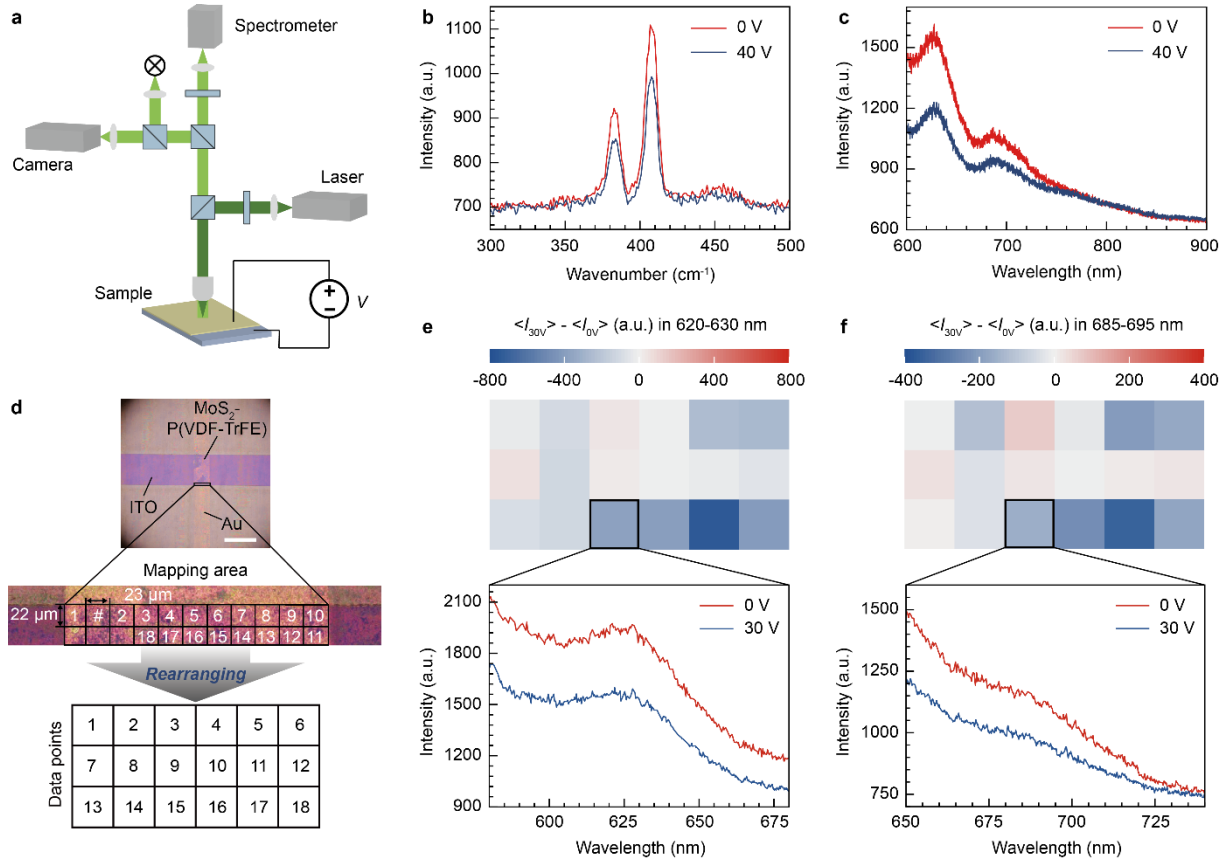 a
Spectrometer
Camera
Laser
Sample
V
b
Intensity (a.u.)
1100
1000
900
800
700
300
350
400
450
500
Wavenumber (cm⁻¹)
0 V
40 V
c
Intensity (a.u.)
1500
1200
900
600
600
700
800
900
Wavelength (nm)
0 V
40 V
d
MoS₂-
P(VDF-TrFE)
ITO
Au
Mapping area
23 μm
22 μm
1 # 2 3 4 5 6 7 8 9 10
18 17 16 15 14 13 12 11
Rearranging
Data points
1 2 3 4 5 6
7 8 9 10 11 12
13 14 15 16 17 18
e
<I₃₀V> - <I₀V> (a.u.) in 620-630 nm
-800 -400 0 400 800
Intensity (a.u.)
2100
1800
1500
1200
900
600 625 650 675
Wavelength (nm)
0 V
30 V
f
<I₃₀V> - <I₀V> (a.u.) in 685-695 nm
-400 -200 0 200 400
Intensity (a.u.)
1500
1250
1000
750
650 675 700 725
Wavelength (nm)
0 V
30 V